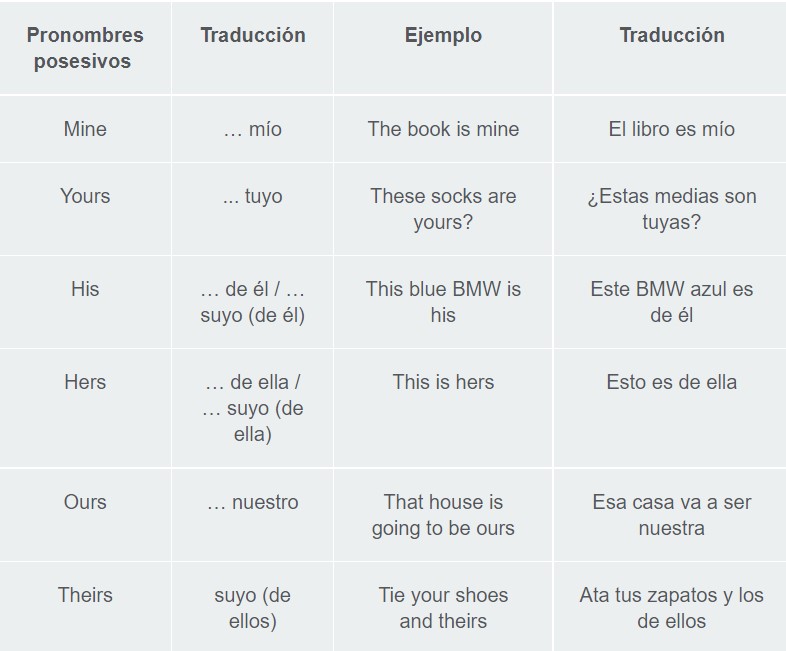 Pronombres posesivos	Traducción	Ejemplo	Traducción
Mine	… mío	The book is mine	El libro es mío
Yours	... tuyo	These socks are yours?	¿Estas medias son tuyas?
His	… de él / … suyo (de él)	This blue BMW is his	Este BMW azul es de él
Hers	… de ella / … suyo (de ella)	This is hers	Esto es de ella
Ours	… nuestro	That house is going to be ours	Esa casa va a ser nuestra
Theirs	suyo (de ellos)	Tie your shoes and theirs	Ata tus zapatos y los de ellos